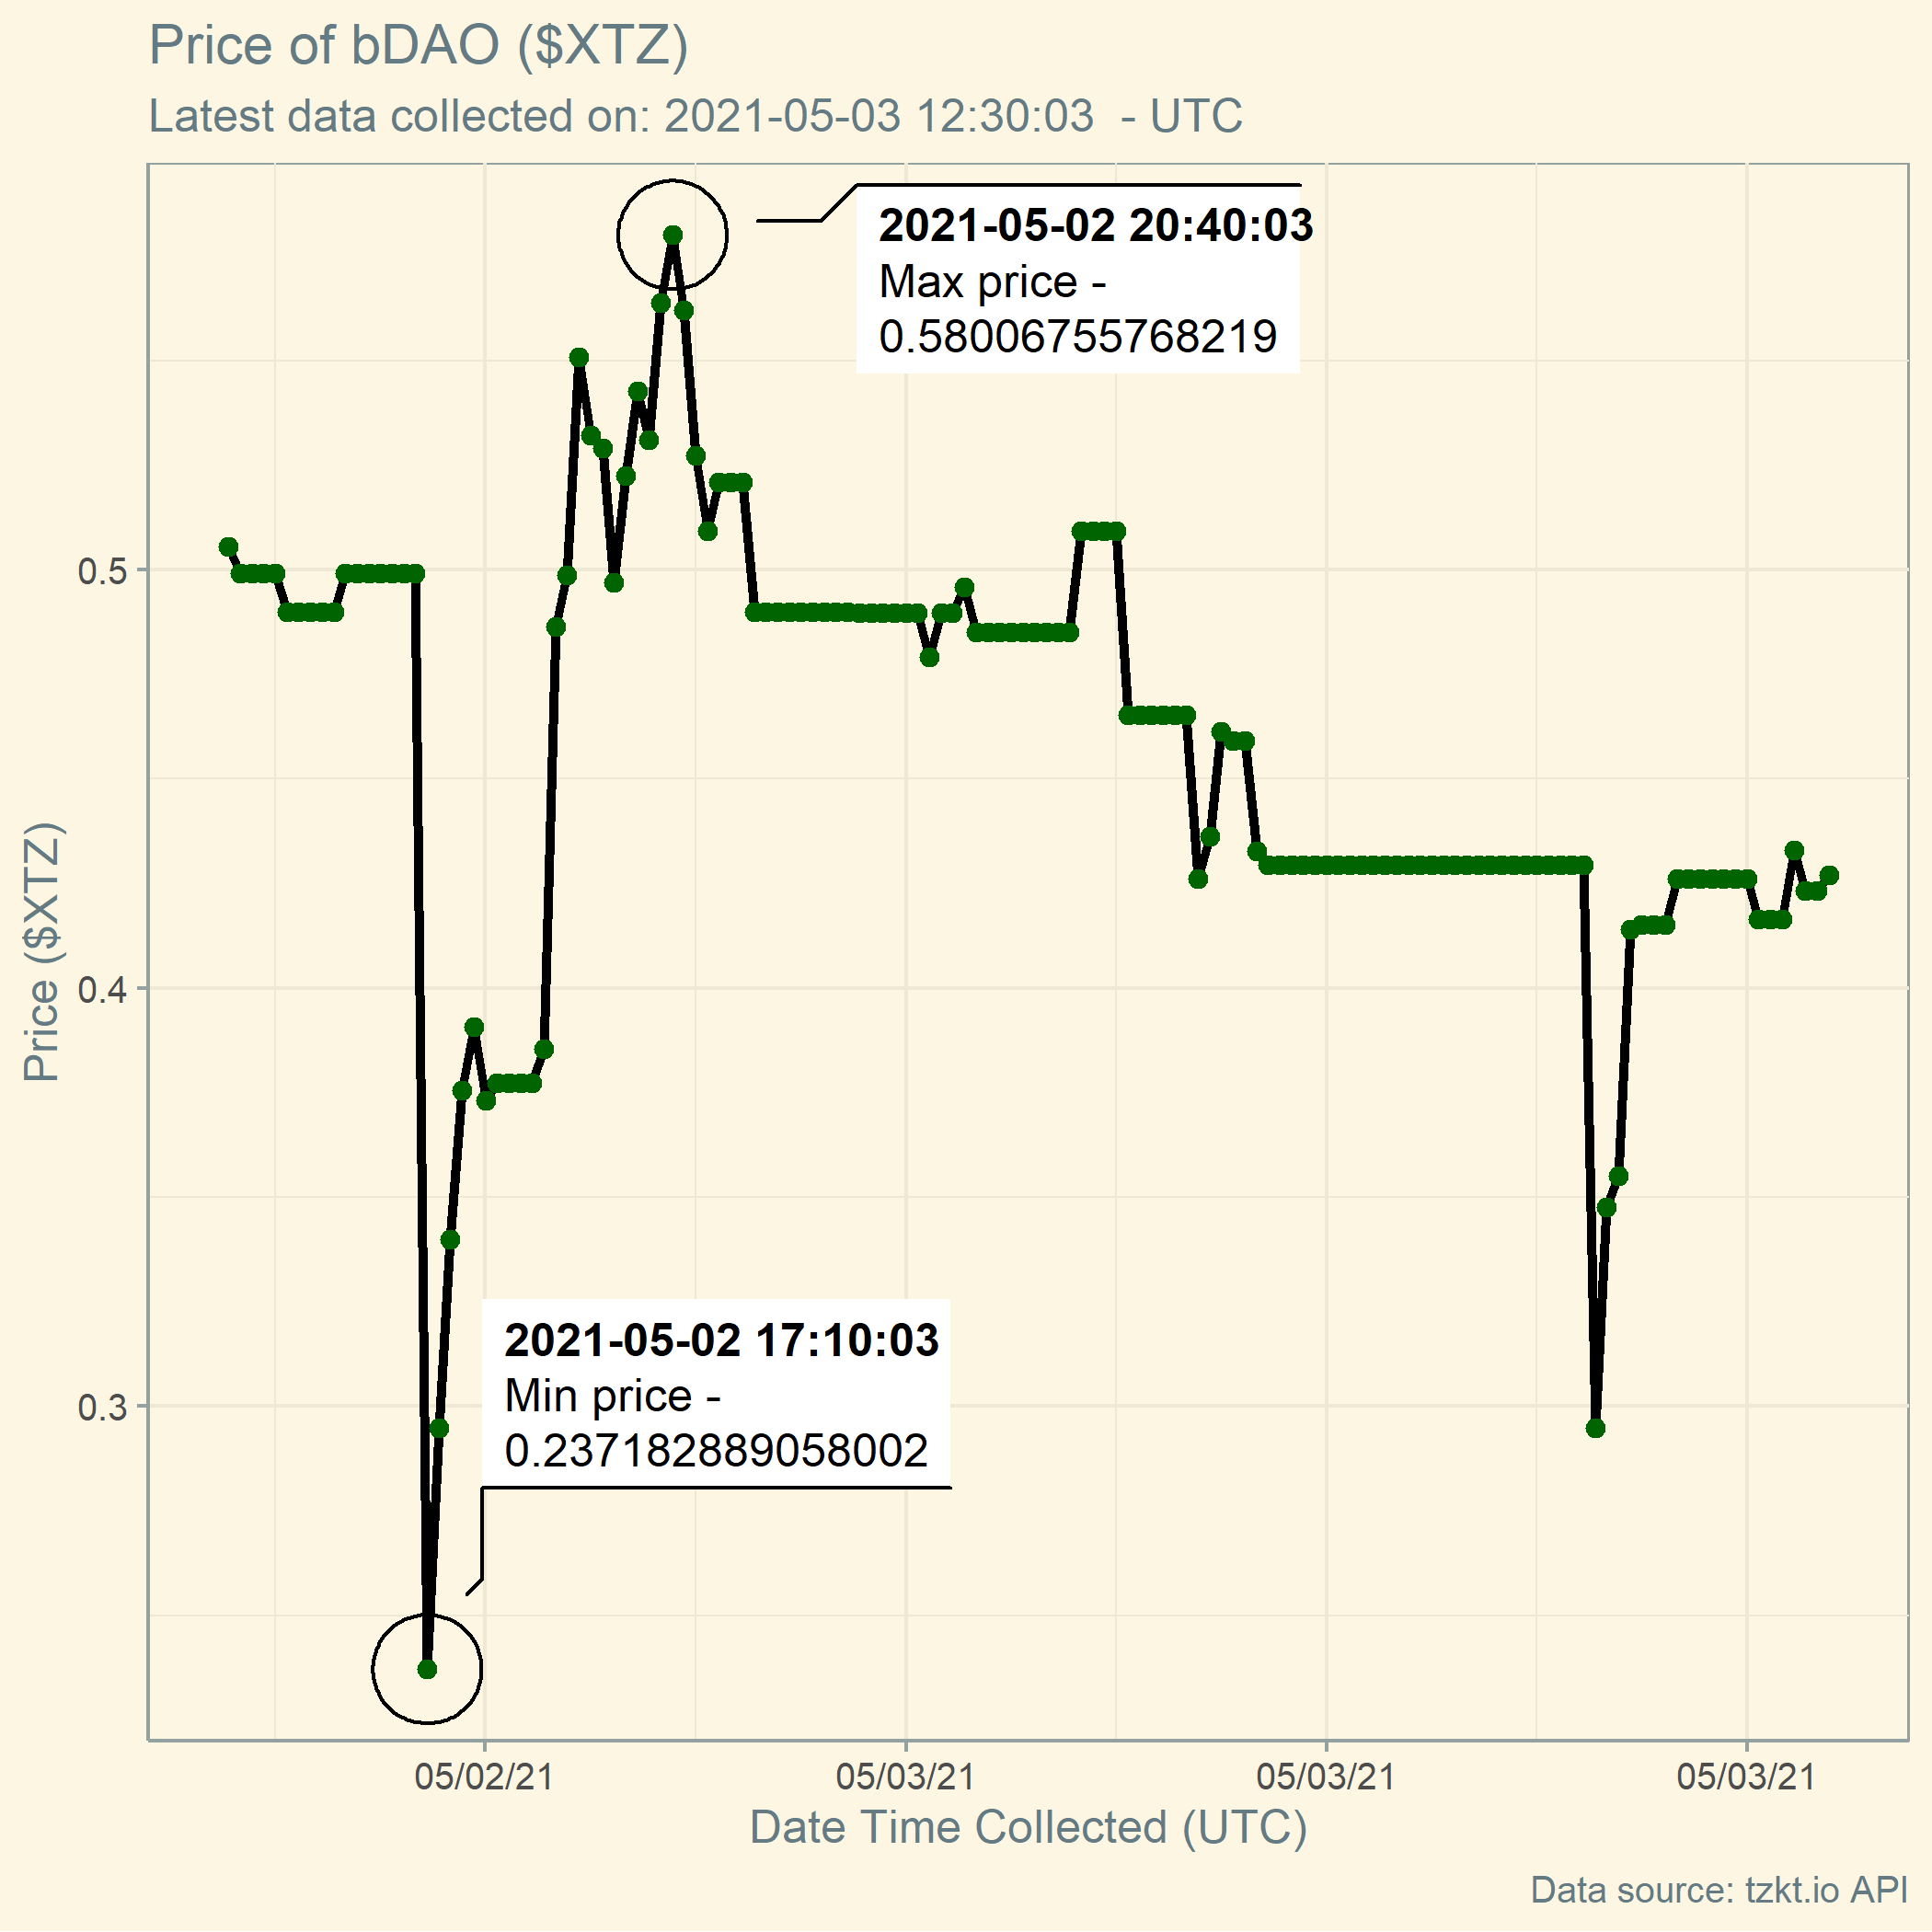 Price of bDAO ($XTZ)
Latest data collected on: 2021-05-03 12:30:03  - UTC
2021-05-02 20:40:03
Max price -
0.58006755768219
0.5
0.4
0.3
Price ($XTZ)
2021-05-02 17:10:03
Min price -
0.237182889058002
05/02/21
05/03/21
05/03/21
05/03/21
Date Time Collected (UTC)
Data source: tzkt.io API